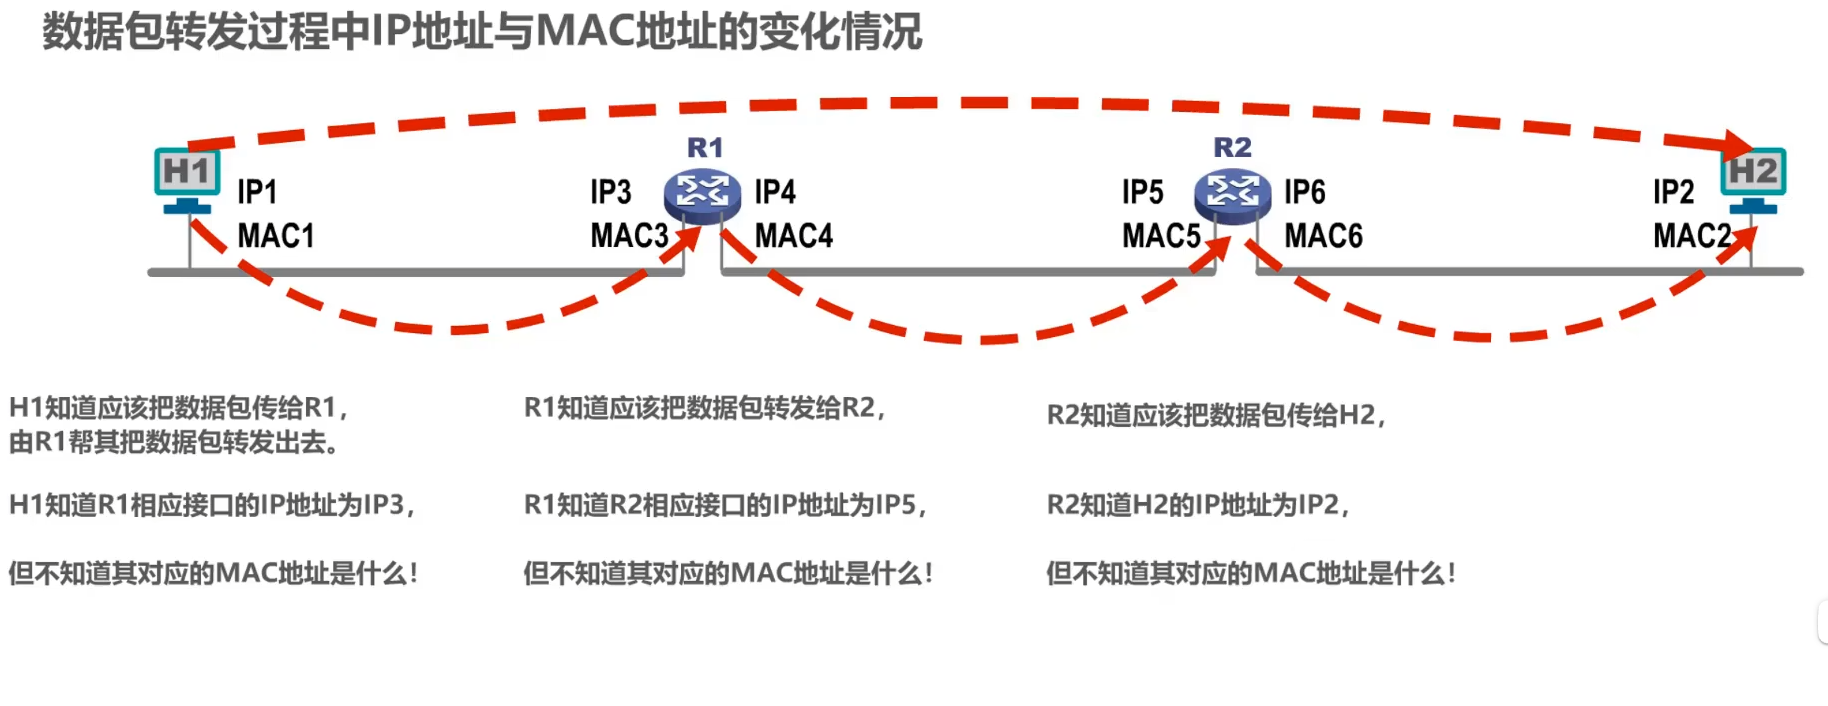 数据包转发过程中IP地址与MAC地址的变化情况
R1
R2
H1
H2
IP1
IP3
IP4
IP5
IP6
IP2
MAC1
MAC3
MAC4
MAC5
MAC6
MAC2
H1知道应该把数据包传给R1，
由R1帮其把数据包转发出去。
H1知道R1相应接口的IP地址为IP3，
但不知道其对应的MAC地址是什么！
R1知道应该把数据包转发给R2，
R1知道R2相应接口的IP地址为IP5，
但不知道其对应的MAC地址是什么！
R2知道应该把数据包传给H2，
R2知道H2的IP地址为IP2，
但不知道其对应的MAC地址是什么！